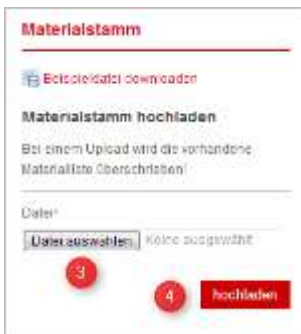 Materialstamm
Beispieldatei downloaden
Materialstamm hochladen
Bei einem Upload wird die vorhandene
Materialliste überschrieben!
Datei*
Datei auswählen Keine ausgewählt
3
4 hochladen